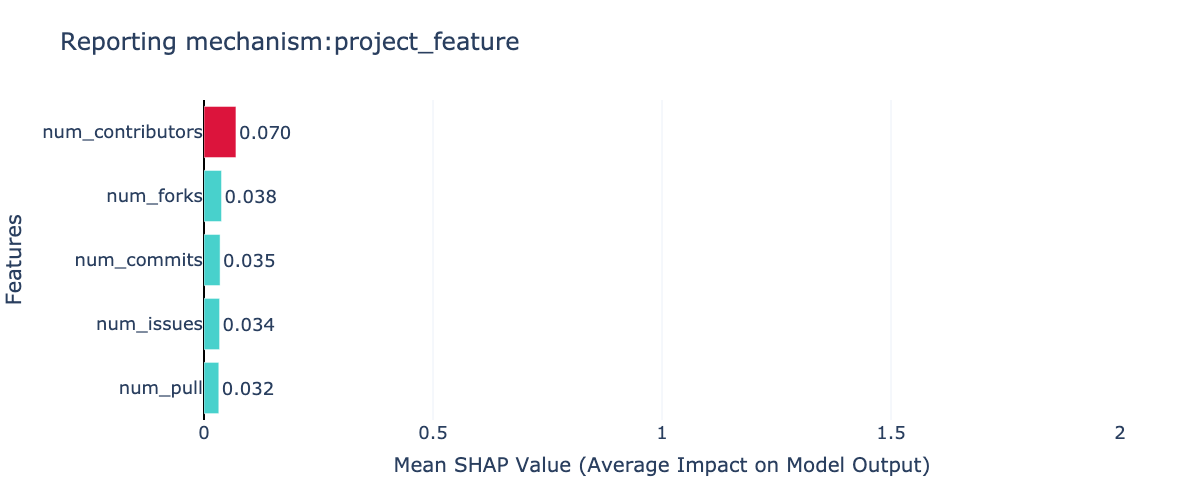 Reporting mechanism:project_feature
Features
num_contributors 0.070
num_forks 0.038
num_commits 0.035
num_issues 0.034
num_pull 0.032
0 0.5 1 1.5 2
Mean SHAP Value (Average Impact on Model Output)